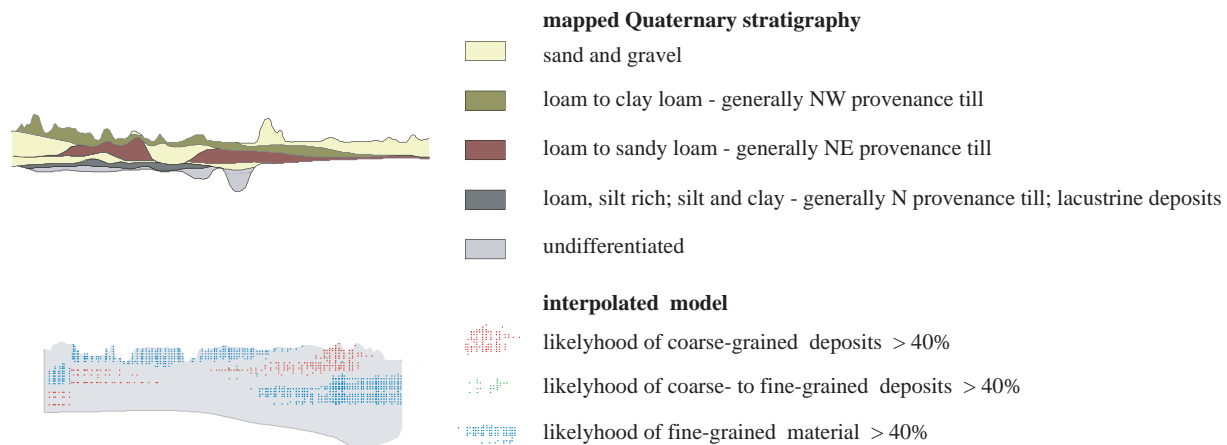 mapped Quaternary stratigraphy
sand and gravel
loam to clay loam - generally NW provenance till
loam to sandy loam - generally NE provenance till
loam, silt rich; silt and clay - generally N provenance till; lacustrine deposits
undifferentiated
interpolated model
likelyhood of coarse-grained deposits > 40%
likelyhood of coarse- to fine-grained deposits > 40%
likelyhood of fine-grained material > 40%